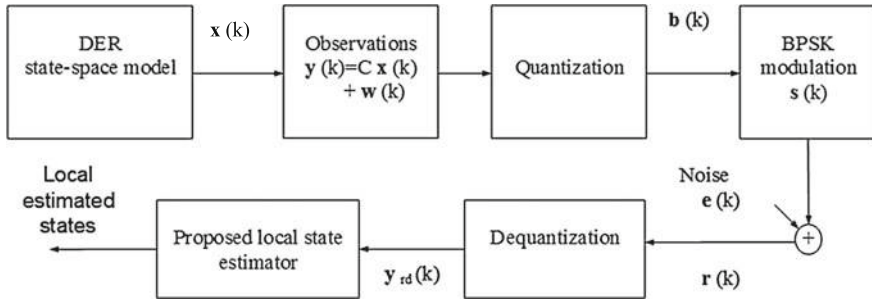 DER
state-space model
x (k)
Observations
y (k)=C x (k)
+ w (k)
Quantization
b (k)
BPSK
modulation
s (k)
Noise
e (k)
+
r (k)
Dequantization
y rd (k)
Proposed local state
estimator
Local
estimated
states